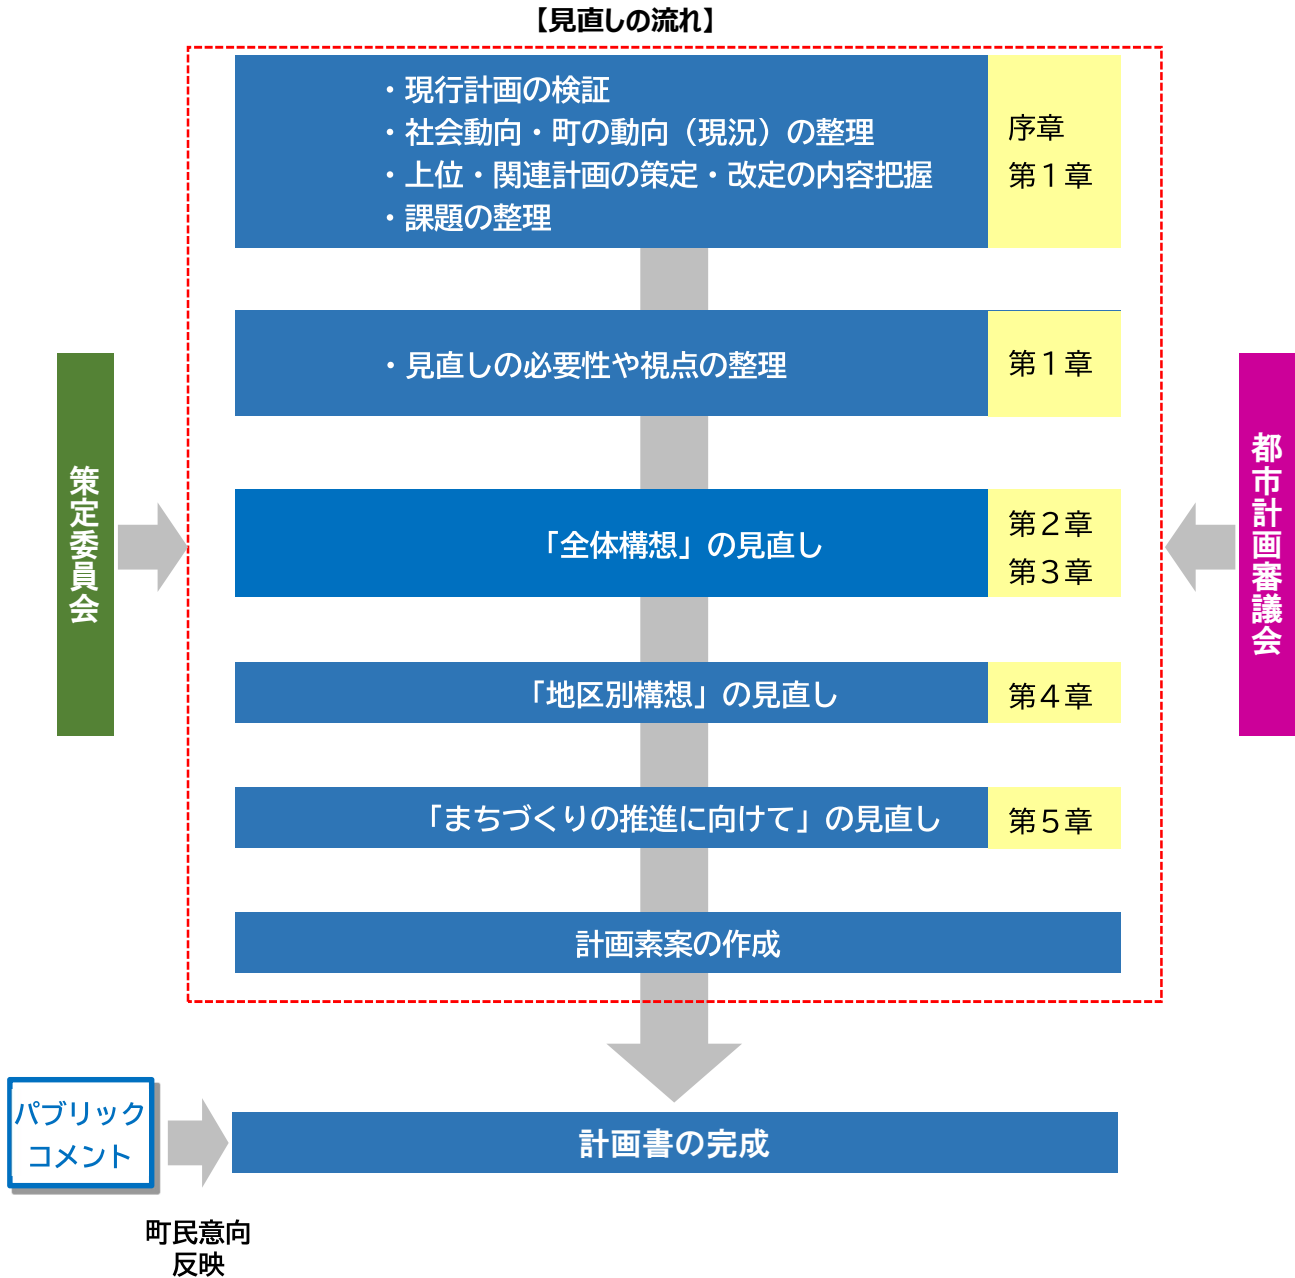 【見直しの流れ】
・現行計画の検証
・社会動向・町の動向（現況）の整理
・上位・関連計画の策定・改定の内容把握
・課題の整理
序章
第１章
・見直しの必要性や視点の整理
第１章
策定委員会
「全体構想」の見直し
第２章
第３章
都市計画審議会
「地区別構想」の見直し
第４章
「まちづくりの推進に向けて」の見直し
第５章
計画素案の作成
パブリック
コメント
計画書の完成
町民意向
反映